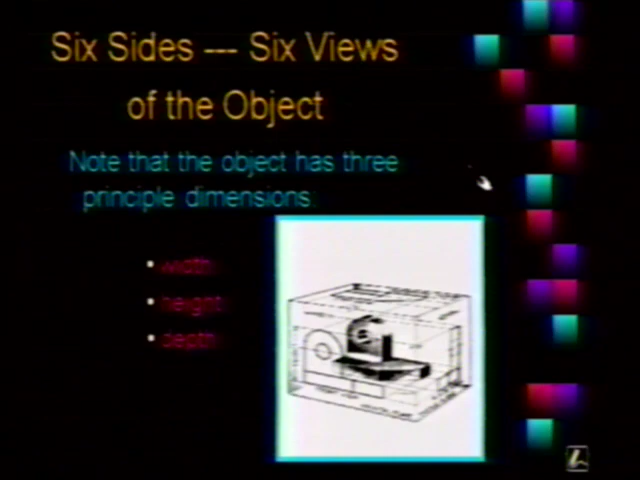 Six Sides --- Six Views
of the Object
Note that the object has three
principle dimensions:
• width
• height
• depth